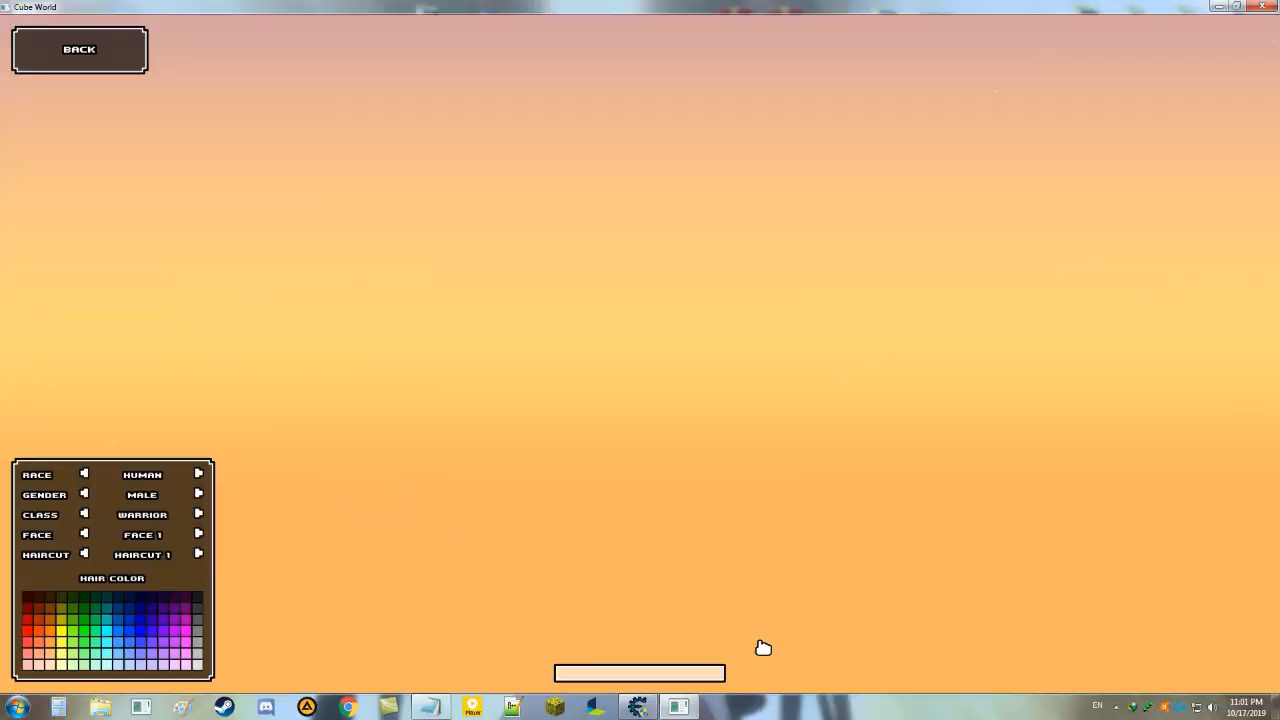 Cube World
BACK
RACE HUMAN
GENDER MALE
CLASS WARRIOR
FACE FACE 1
HAIRCUT HAIRCUT 1
HAIR COLOR
EN 11:01 PM
10/17/2019